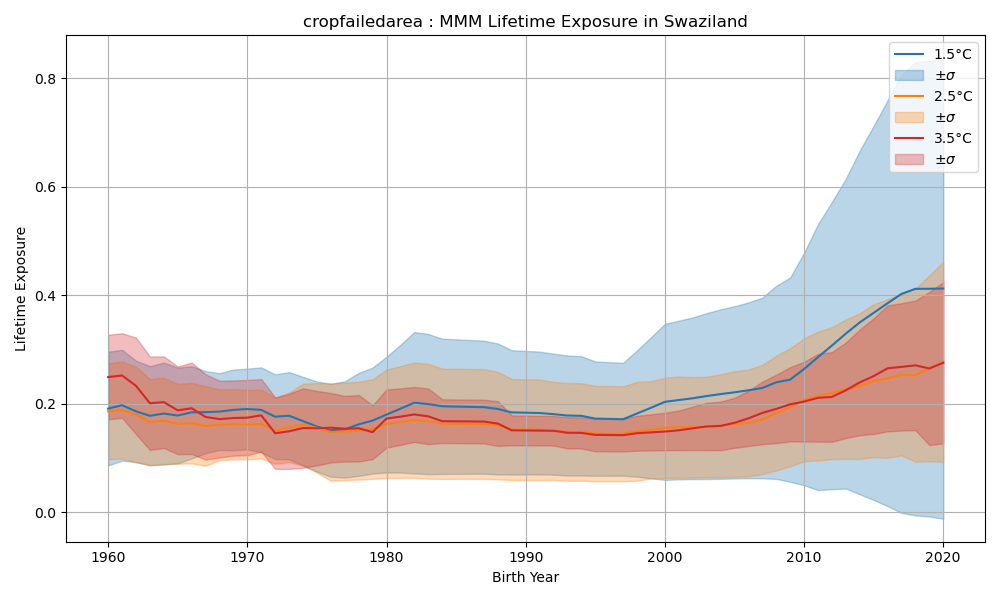 cropfailedarea : MMM Lifetime Exposure in Swaziland
1.5°C
±σ
2.5°C
±σ
3.5°C
±σ
Lifetime Exposure
0.8
0.6
0.4
0.2
0.0
1960 1970 1980 1990 2000 2010 2020
Birth Year